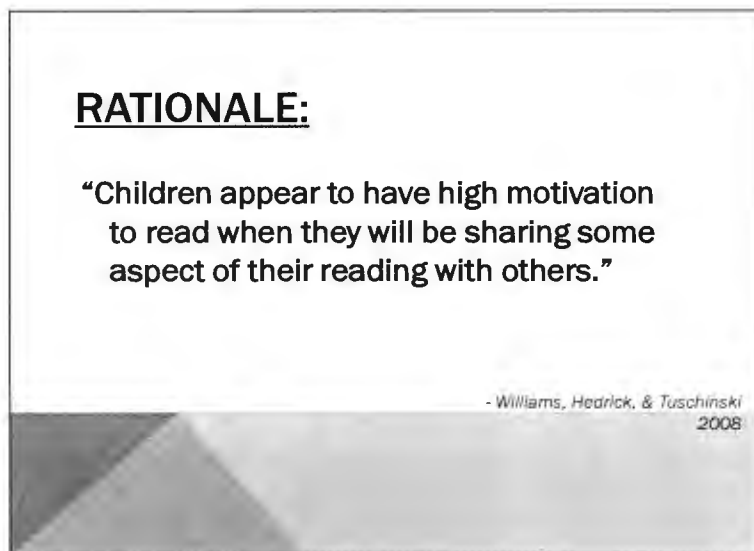 RATIONALE:
“Children appear to have high motivation
to read when they will be sharing some
aspect of their reading with others.”
- Williams, Hedrick, & Tuschinski
2008